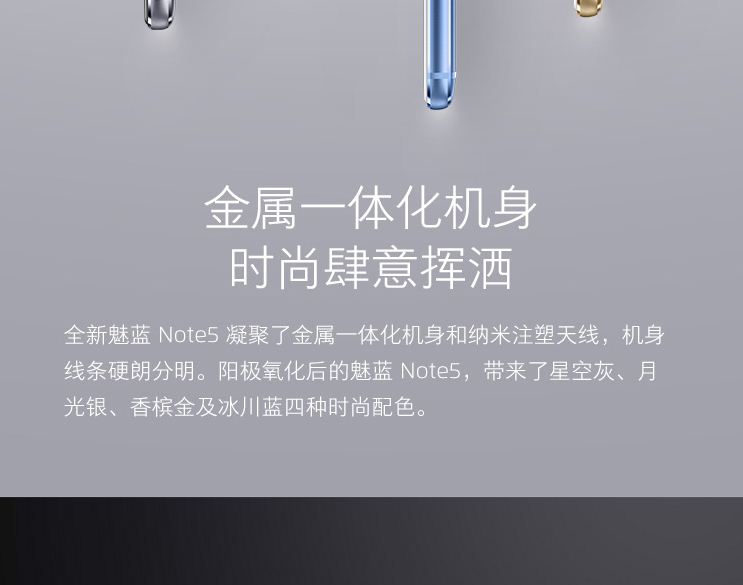 金属一体化机身
时尚肆意挥洒
全新魅蓝 Note5 凝聚了金属一体化机身和纳米注塑天线，机身
线条硬朗分明。阳极氧化后的魅蓝 Note5，带来了星空灰、月
光银、香槟金及冰川蓝四种时尚配色。